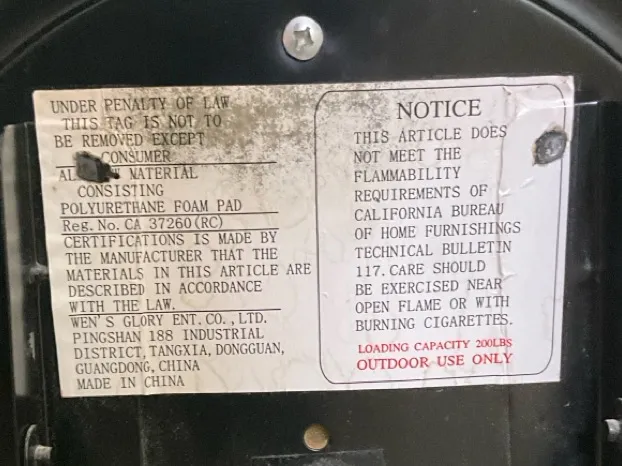 UNDER PENALTY OF LAW
THIS TAG IS NOT TO
BE REMOVED EXCEPT
CONSUMER
MATERIAL
CONSISTING
POLYURETHANE FOAM PAD
Reg. No. CA 37260(RC)
CERTIFICATIONS IS MADE BY
THE MANUFACTURER THAT THE
MATERIALS IN THIS ARTICLE ARE
DESCRIBED IN ACCORDANCE
WITH THE LAW.
WEN'S GLORY ENT. CO., LTD.
PINGSHAN 188 INDUSTRIAL
DISTRICT, TANGXIA, DONGGUAN,
GUANGDONG, CHINA
MADE IN CHINA
NOTICE
THIS ARTICLE DOES
NOT MEET THE
FLAMMABILITY
REQUIREMENTS OF
CALIFORNIA BUREAU
OF HOME FURNISHINGS
TECHNICAL BULLETIN
117. CARE SHOULD
BE EXERCISED NEAR
OPEN FLAME OR WITH
BURNING CIGARETTES.
LOADING CAPACITY 200LBS
OUTDOOR USE ONLY